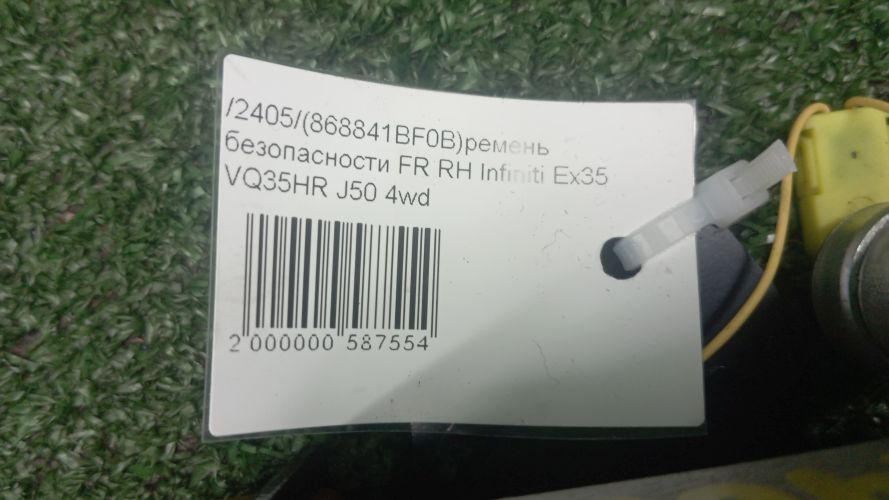 /2405/(868841BF0B)ремень
безопасности FR RH Infiniti Ex35
VQ35HR J50 4wd
2 000000 587554